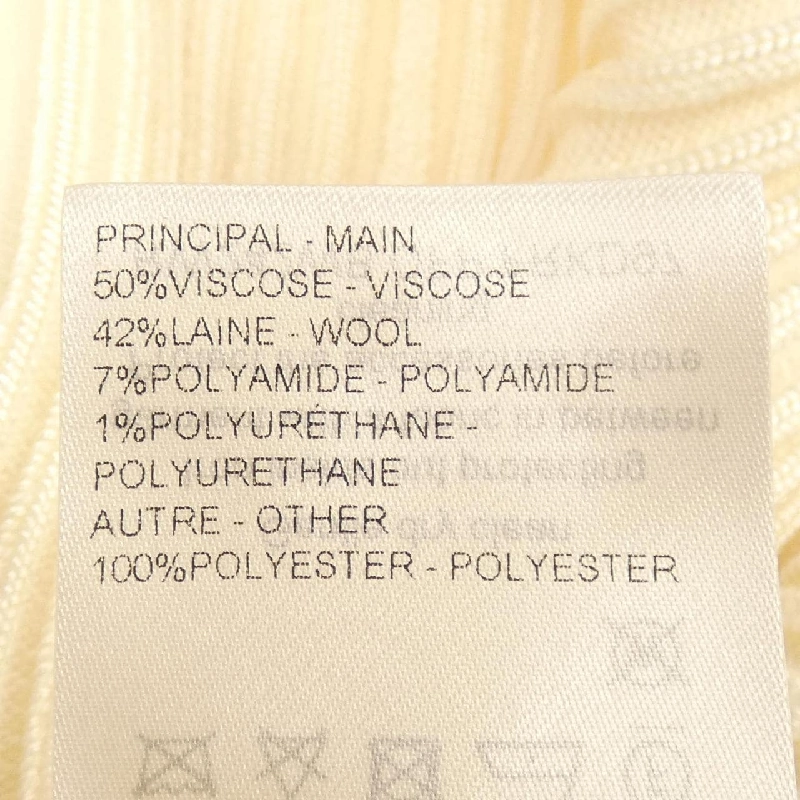 PRINCIPAL - MAIN
50%VISCOSE - VISCOSE
42%LAINE - WOOL
7%POLYAMIDE - POLYAMIDE
1%POLYURÉTHANE -
POLYURETHANE
AUTRE - OTHER
100%POLYESTER - POLYESTER